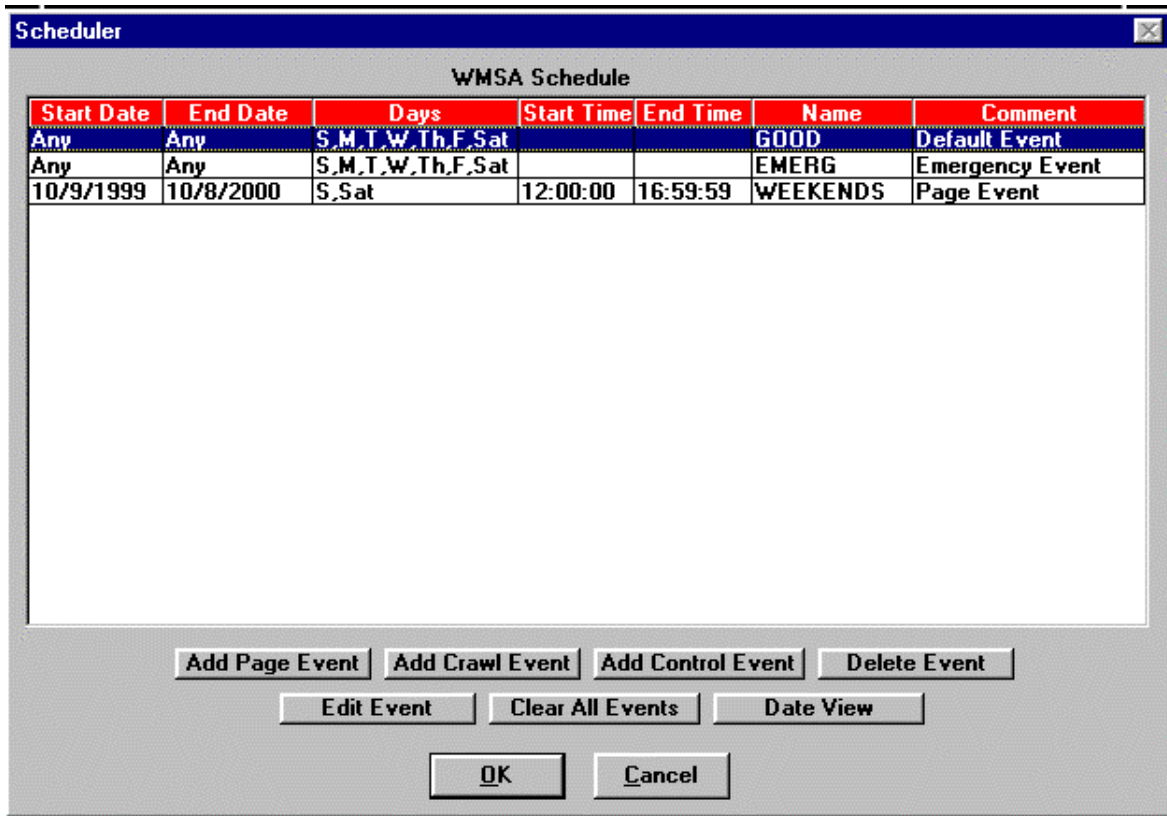 Scheduler
WMSA Schedule
Start Date End Date Days Start Time End Time Name Comment
Any Any S,M,T,W,Th,F,Sat GOOD Default Event
Any Any S,M,T,W,Th,F,Sat EMERG Emergency Event
10/9/1999 10/8/2000 S,Sat 12:00:00 16:59:59 WEEKENDS Page Event
Add Page Event Add Crawl Event Add Control Event Delete Event
Edit Event Clear All Events Date View
OK Cancel